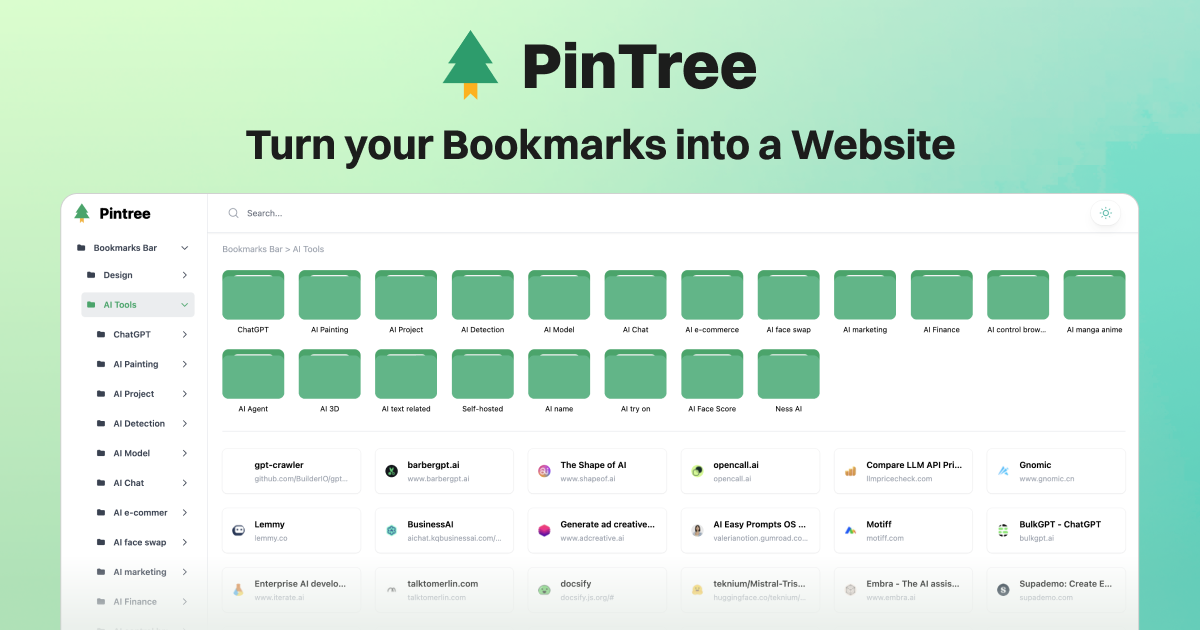 PinTree
Turn your Bookmarks into a Website
Pintree
Search...
Bookmarks Bar
Design
AI Tools
ChatGPT
AI Painting
AI Project
AI Detection
AI Model
AI Chat
AI e-commer
AI face swap
AI marketing
AI Finance
Bookmarks Bar > AI Tools
ChatGPT
AI Painting
AI Project
AI Detection
AI Model
AI Chat
AI e-commerce
AI face swap
AI marketing
AI Finance
AI control brow...
AI manga anime
AI Agent
AI 3D
AI text related
Self-hosted
AI name
AI try on
AI Face Score
Ness AI
gpt-crawler
github.com/BuilderIO/gpt...
barbergpt.ai
www.barbergpt.ai
The Shape of AI
www.shapeof.ai
opencall.ai
opencall.ai
Compare LLM API Pri...
llmpricecheck.com
Gnomic
www.gnomic.cn
Lemmy
lemmy.co
BusinessAI
aichat.kqbusinessai.com/...
Generate ad creative...
www.adcreative.ai
AI Easy Prompts OS ...
valerianotion.gumroad.co...
Motiff
motiff.com
BulkGPT - ChatGPT
bulkgpt.ai
Enterprise AI develo...
www.iterate.ai
talktomerlin.com
talktomerlin.com
docsify
docsify.js.org/#
teknium/Mistral-Tris...
huggingface.co/teknium/...
Embra - The AI assis...
www.embra.ai
Supademo: Create E...
supademo.com